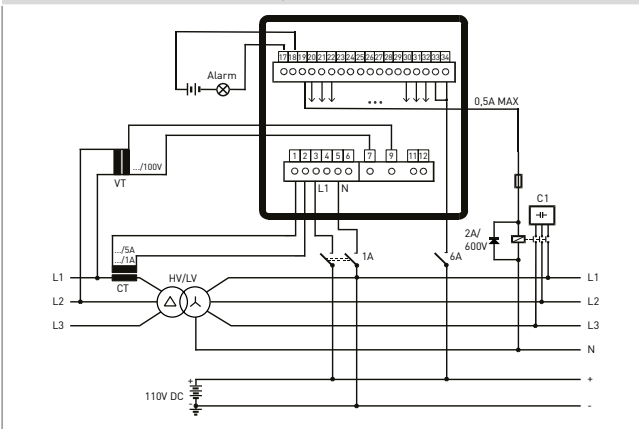 17 18 19 20 21 22 23 24 25 26 27 28 29 30 31 32 33 34
Alarm
...
0,5A MAX
.../100V
VT
1 2 3 4 5 6 7 9 11 12
L1 N
C1
2A/
600V
.../5A
.../1A
1A
6A
CT
HV/LV
L1
L2
L3
L1
L2
L3
N
+
110V DC
+
-
-